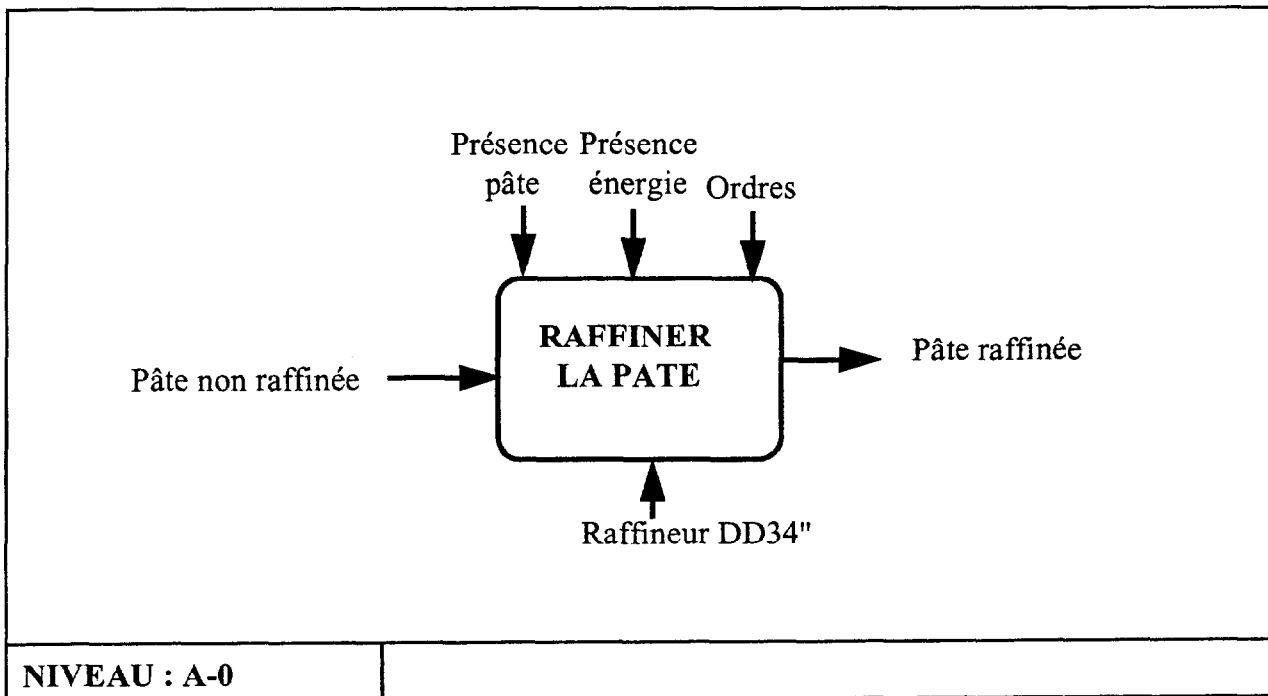 Présence Présence
pâte énergie Ordres
RAFFINER
LA PATE
Pâte raffinée
Pâte non raffinée
Raffineur DD34"
NIVEAU : A-0